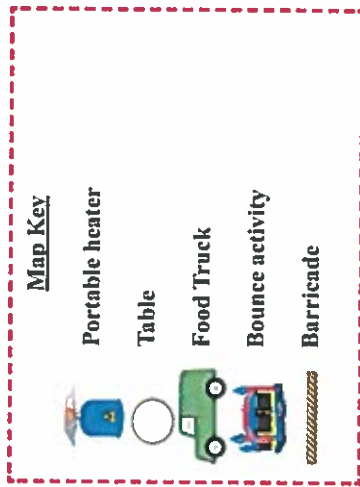 Map Key
Portable heater
Table
Food Truck
Bounce activity
Barricade